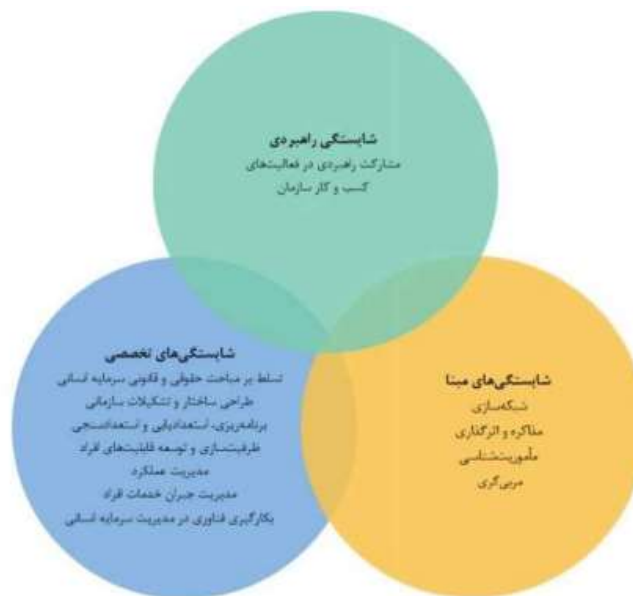 شایستگی راهبردی
مشارکت راهبردی در فعالیت‌های
کسب و کار سازمان
شایستگی‌های تخصصی
تسلط بر مباحث حقوقی و قانونی سرمایه انسانی
طراحی ساختار و تشکیلات سازمانی
برنامه‌ریزی، استعدادیابی و استعدادسنجی
ظرفیت‌سازی و توسعه قابلیت‌های افراد
مدیریت عملکرد
مدیریت جبران خدمات افراد
بکارگیری فناوری در مدیریت سرمایه انسانی
شایستگی‌های مبنا
شبکه‌سازی
مذاکره و اثرگذاری
مأموریت‌شناسی
مربی‌گری